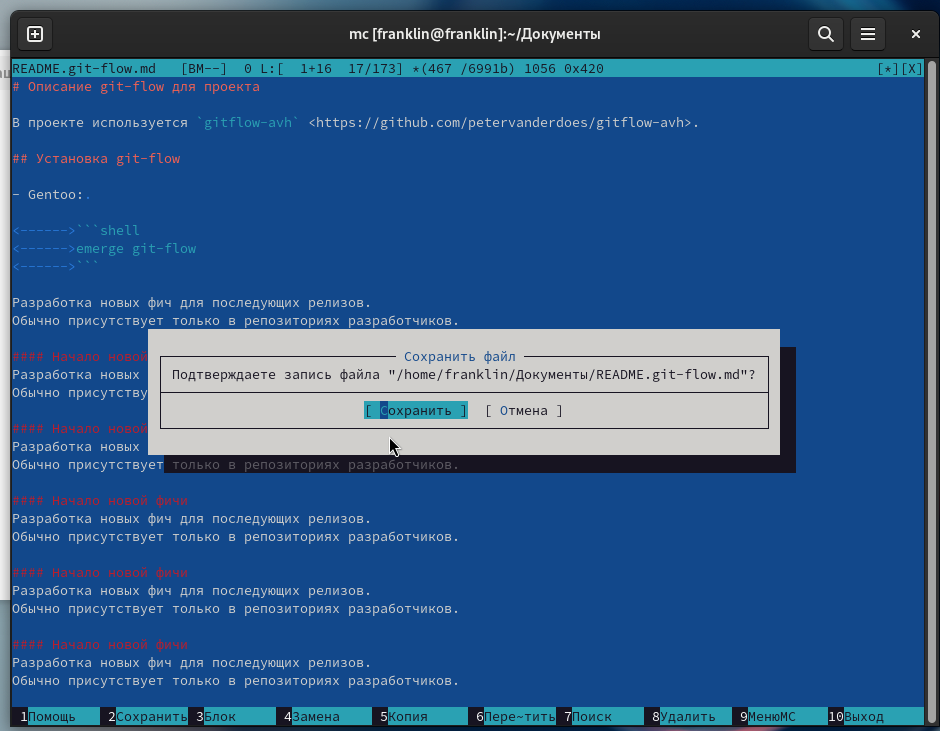 mc [franklin@franklin]:~/Документы
README.git-flow.md   [BM--]  0 L:[  1+16  17/173] *(467 /6991b) 1056 0x420   [*][X]
# Описание git-flow для проекта
В проекте используется `gitflow-avh` <https://github.com/petervanderdoes/gitflow-avh>.
## Установка git-flow
- Gentoo:.
<------>```shell
<------>emerge git-flow
<------>```
Разработка новых фич для последующих релизов.
Обычно присутствует только в репозиториях разработчиков.
#### Начало новой
Сохранить файл
Разработка новых
Подтверждаете запись файла "/home/franklin/Документы/README.git-flow.md"?
Обычно присутству
[ Сохранить ]  [ Отмена ]
#### Начало новой
Разработка новых
Обычно присутствует только в репозиториях разработчиков.
#### Начало новой фичи
Разработка новых фич для последующих релизов.
Обычно присутствует только в репозиториях разработчиков.
#### Начало новой фичи
Разработка новых фич для последующих релизов.
Обычно присутствует только в репозиториях разработчиков.
#### Начало новой фичи
Разработка новых фич для последующих релизов.
Обычно присутствует только в репозиториях разработчиков.
1Помощь 2Сохранить 3Блок 4Замена 5Копия 6Пере~тить 7Поиск 8Удалить 9МенюМС 10Выход